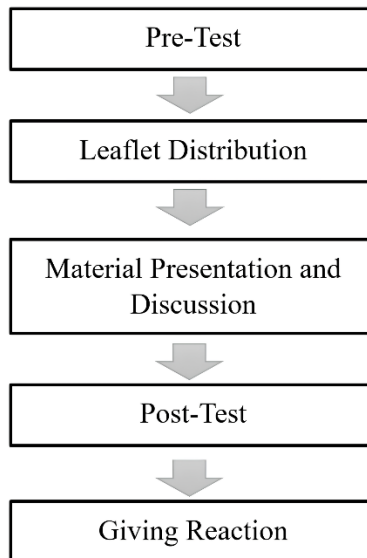 Pre-Test
Leaflet Distribution
Material Presentation and
Discussion
Post-Test
Giving Reaction